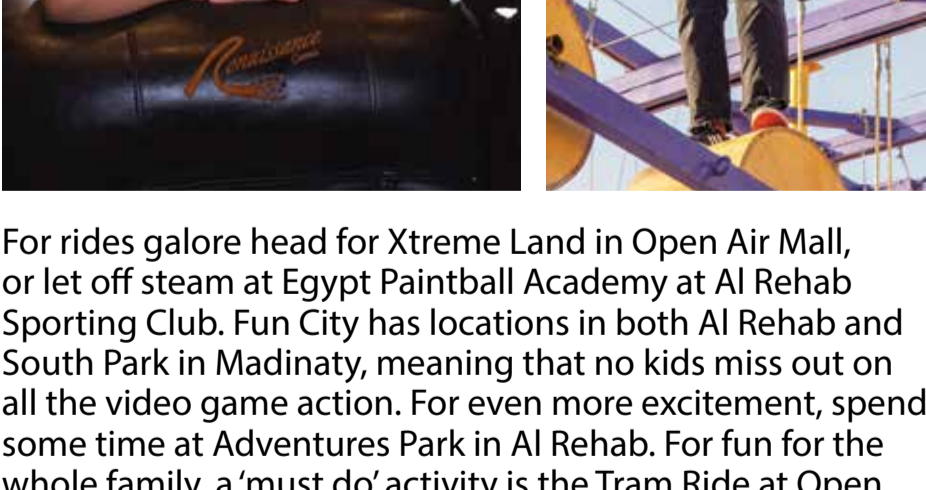 Renaissance
For rides galore head for Xtreme Land in Open Air Mall,
or let off steam at Egypt Paintball Academy at Al Rehab
Sporting Club. Fun City has locations in both Al Rehab and
South Park in Madinaty, meaning that no kids miss out on
all the video game action. For even more excitement, spend
some time at Adventures Park in Al Rehab. For fun for the
whole family, a ‘must do’ activity is the Tram Ride at Open